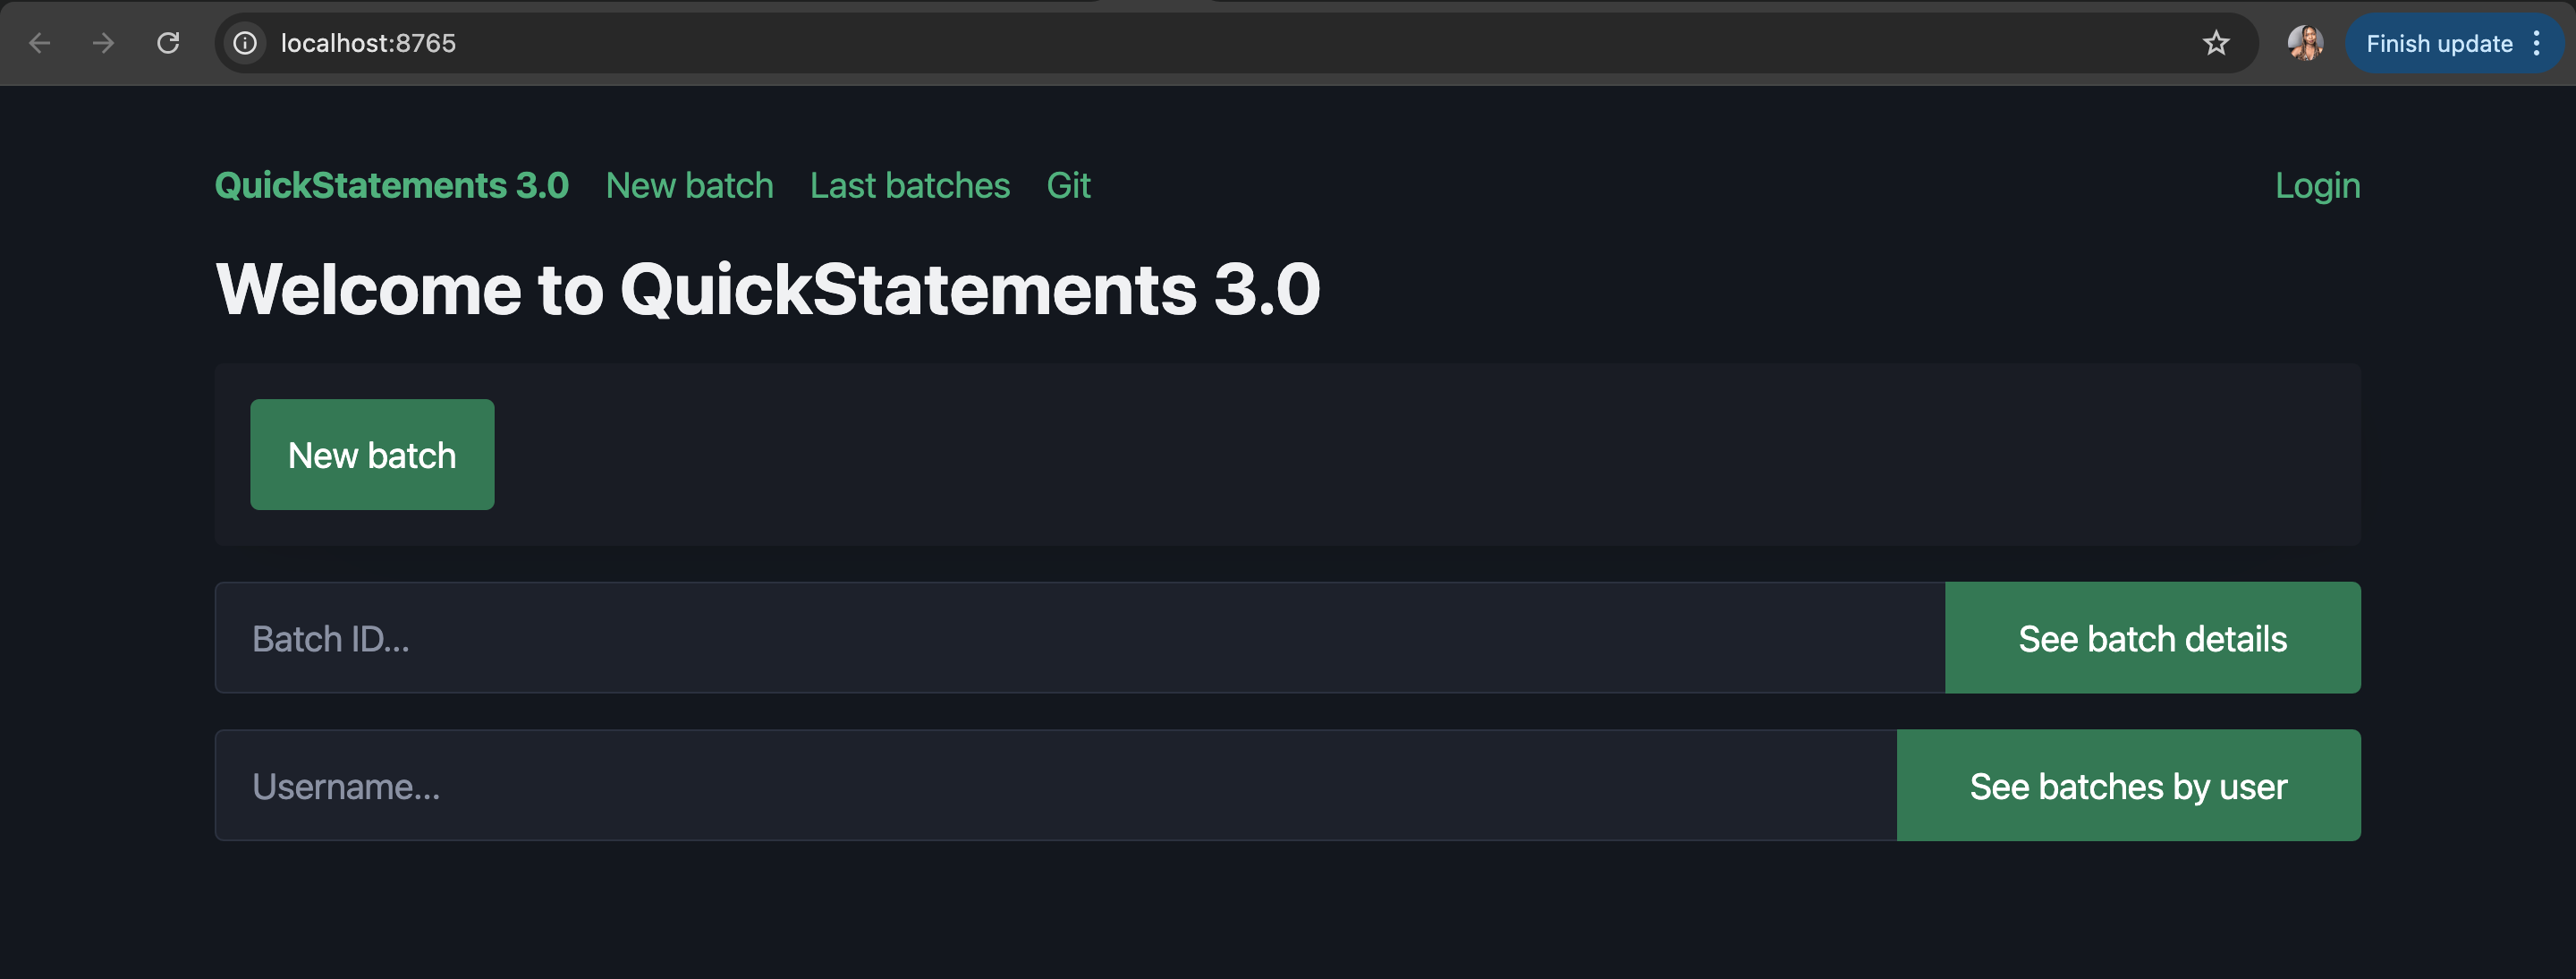 localhost:8765
Finish update
QuickStatements 3.0 New batch Last batches Git Login
Welcome to QuickStatements 3.0
New batch
Batch ID... See batch details
Username... See batches by user